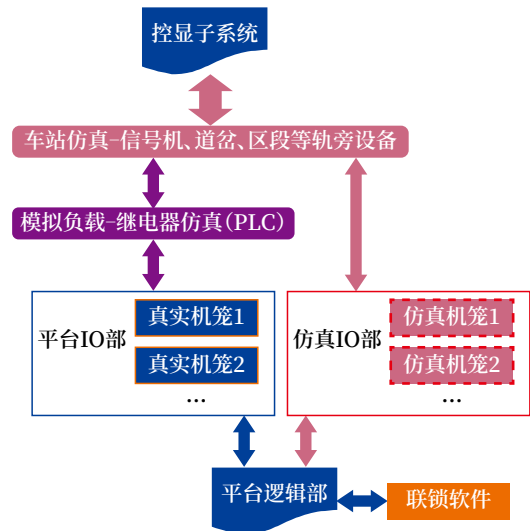 控显子系统
车站仿真-信号机、道岔、区段等轨旁设备
模拟负载-继电器仿真(PLC)
平台IO部
真实机笼1
真实机笼2
...
仿真IO部
仿真机笼1
仿真机笼2
...
平台逻辑部
联锁软件